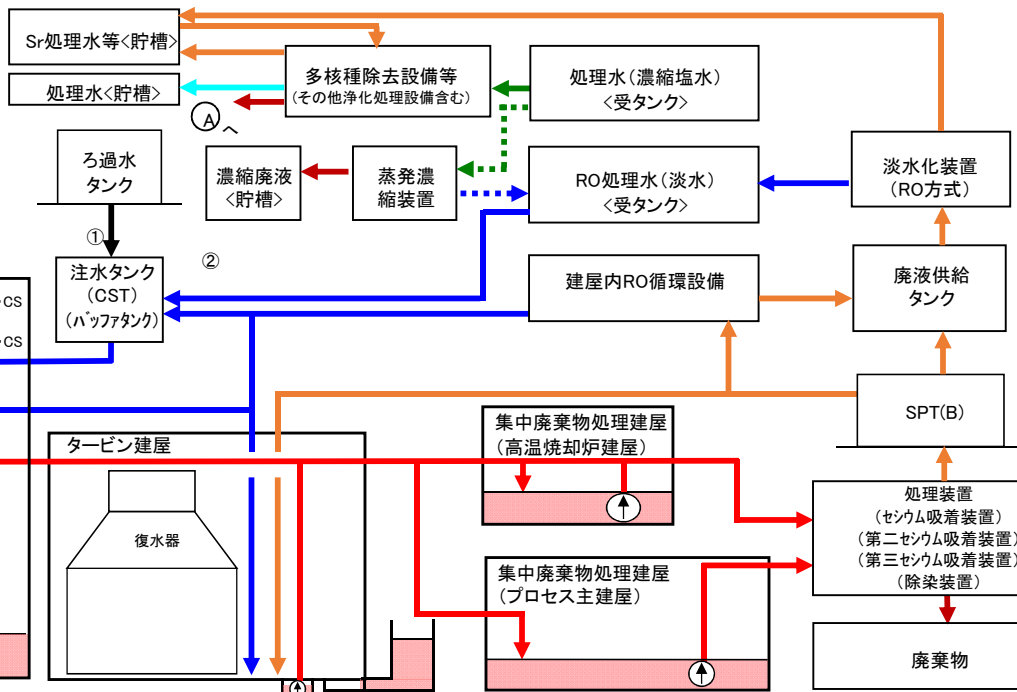 Sr処理水等<貯槽>
処理水<貯槽>
多核種除去設備等
(その他浄化処理設備含む)
処理水(濃縮塩水)
<受タンク>
A へ
ろ過水
タンク
濃縮廃液
<貯槽>
蒸発濃
縮装置
RO処理水(淡水)
<受タンク>
淡水化装置
(RO方式)
①
②
注水タンク
(CST)
(バッファタンク)
建屋内RO循環設備
廃液供給
タンク
CS
CS
SPT(B)
タービン建屋
復水器
集中廃棄物処理建屋
(高温焼却炉建屋)
処理装置
(セシウム吸着装置)
(第二セシウム吸着装置)
(第三セシウム吸着装置)
(除染装置)
集中廃棄物処理建屋
(プロセス主建屋)
廃棄物